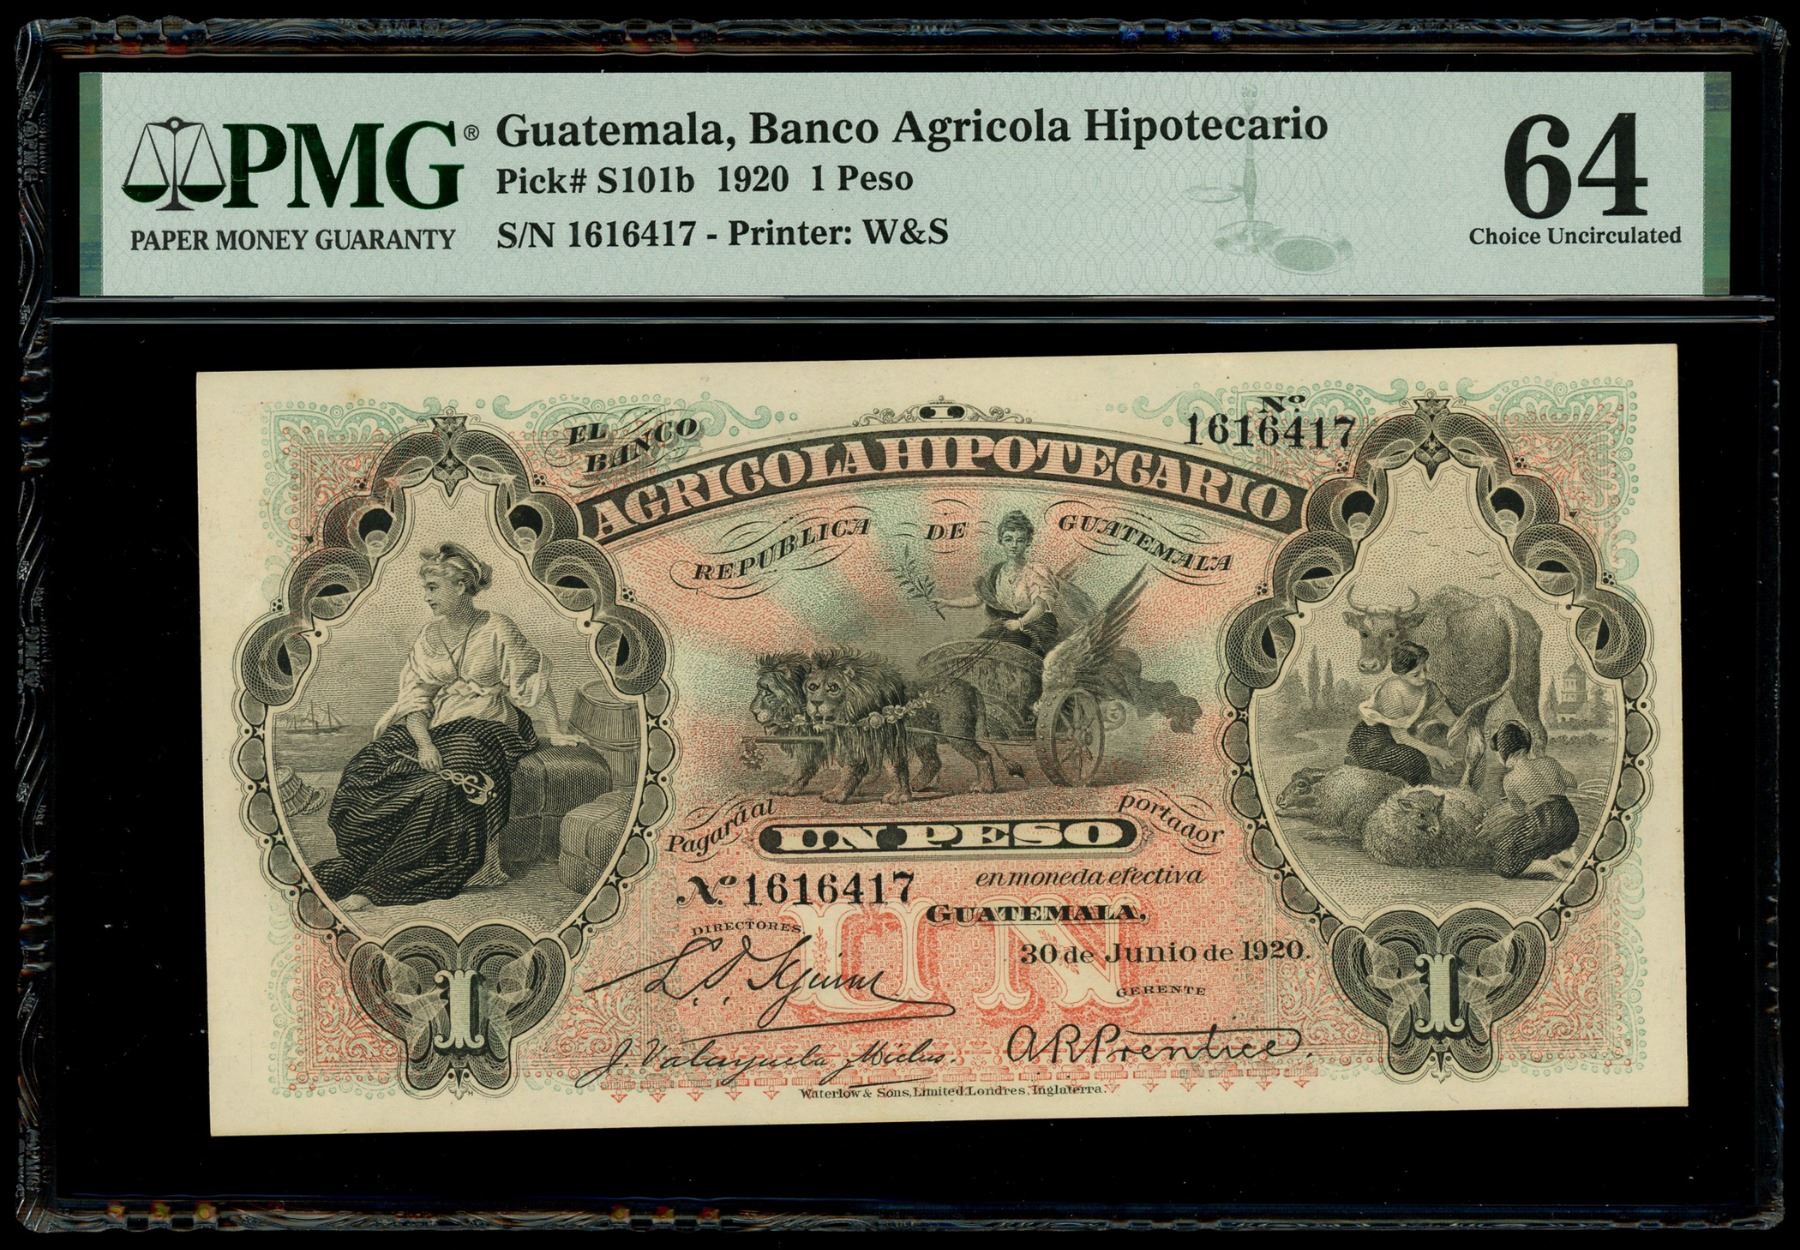 PMG®
PAPER MONEY GUARANTY
Guatemala, Banco Agricola Hipotecario
Pick# S101b 1920 1 Peso
S/N 1616417 - Printer: W&S
64
Choice Uncirculated
EL
BANCO
1
Nº
1616417
AGRICOLA HIPOTECARIO
REPUBLICA DE GUATEMALA
Pagará al portador
UN PESO
Nº 1616417
en moneda efectiva
GUATEMALA,
DIRECTORES
30 de Junio de 1920.
UN
GERENTE
A R Prentice.
1
1
Waterlow & Sons, Limited. Londres. Inglaterra.